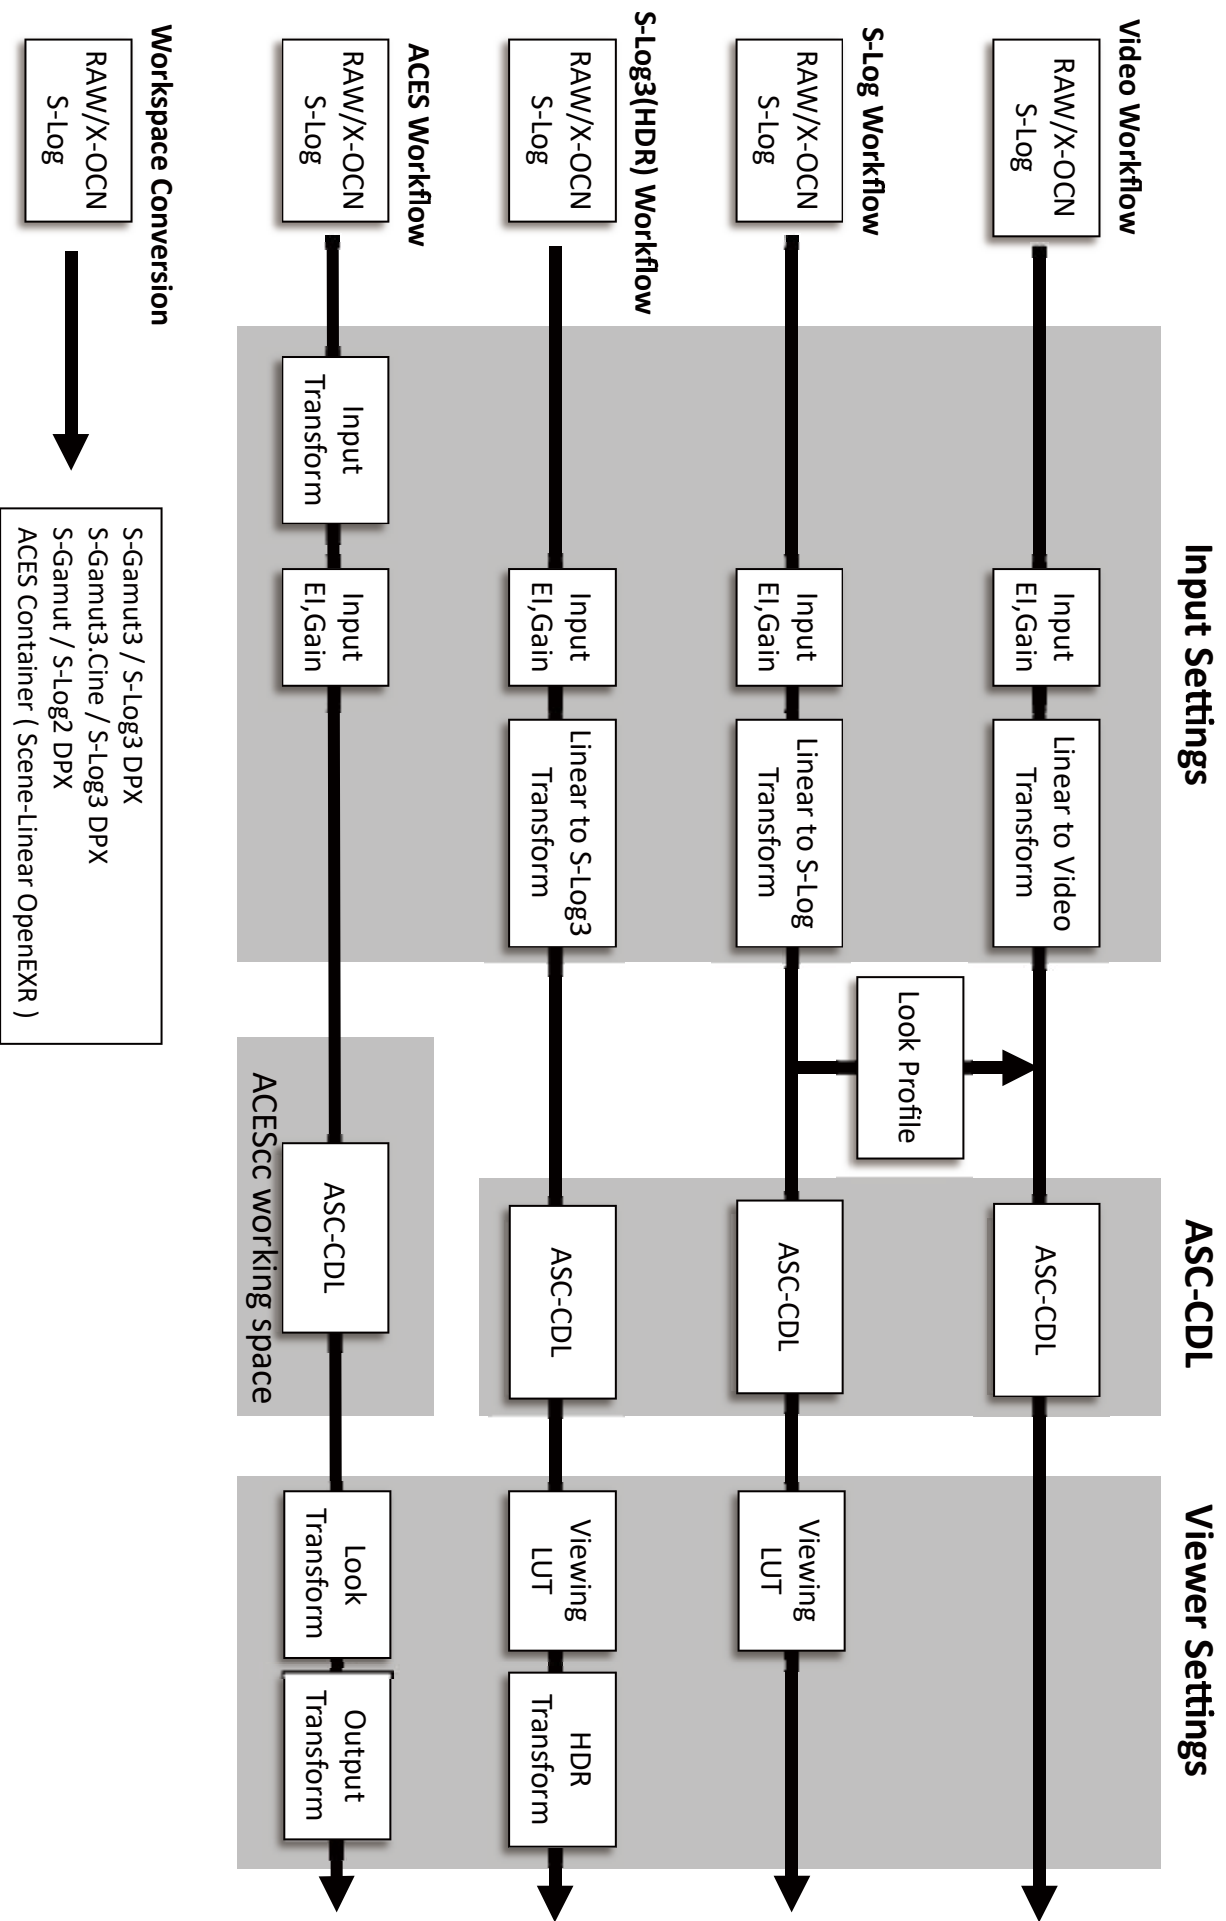 Input Settings
ASC-CDL
Viewer Settings
Video Workflow
RAW/X-OCN
S-Log
Input
EI,Gain
Linear to Video
Transform
ASC-CDL
Look Profile
S-Log Workflow
RAW/X-OCN
S-Log
Input
EI,Gain
Linear to S-Log
Transform
ASC-CDL
Viewing
LUT
S-Log3(HDR) Workflow
RAW/X-OCN
S-Log
Input
EI,Gain
Linear to S-Log3
Transform
ASC-CDL
Viewing
LUT
HDR
Transform
ACES Workflow
RAW/X-OCN
S-Log
Input
Transform
Input
EI,Gain
ASC-CDL
ACEScc working space
Look
Transform
Output
Transform
Workspace Conversion
RAW/X-OCN
S-Log
S-Gamut3 / S-Log3 DPX
S-Gamut3.Cine / S-Log3 DPX
S-Gamut / S-Log2 DPX
ACES Container ( Scene-Linear OpenEXR )